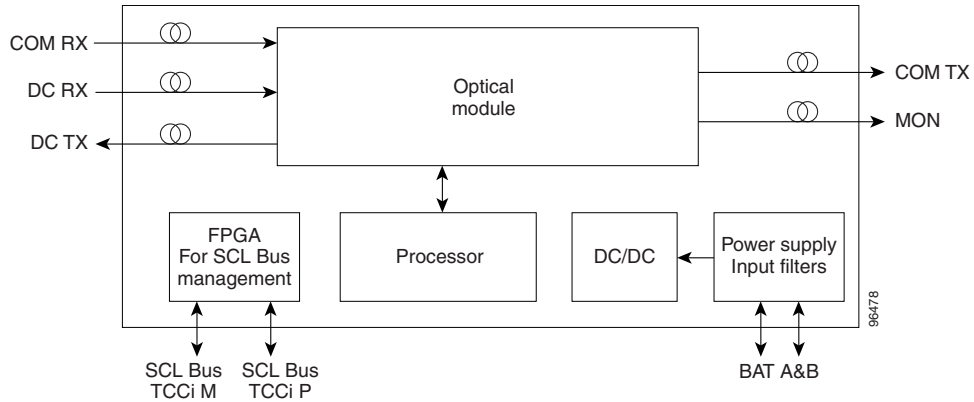 COM RX
DC RX
DC TX
Optical
module
COM TX
MON
FPGA
For SCL Bus
management
Processor
DC/DC
Power supply
Input filters
96478
SCL Bus
TCCi M
SCL Bus
TCCi P
BAT A&B